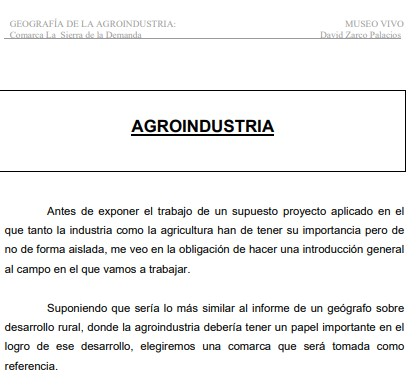 GEOGRAFÍA DE LA AGROINDUSTRIA: MUSEO VIVO
Comarca La Sierra de la Demanda David Zarco Palacios
AGROINDUSTRIA
Antes de exponer el trabajo de un supuesto proyecto aplicado en el
que tanto la industria como la agricultura han de tener su importancia pero de
no de forma aislada, me veo en la obligación de hacer una introducción general
al campo en el que vamos a trabajar.
Suponiendo que sería lo más similar al informe de un geógrafo sobre
desarrollo rural, donde la agroindustria debería tener un papel importante en el
logro de ese desarrollo, elegiremos una comarca que será tomada como
referencia.